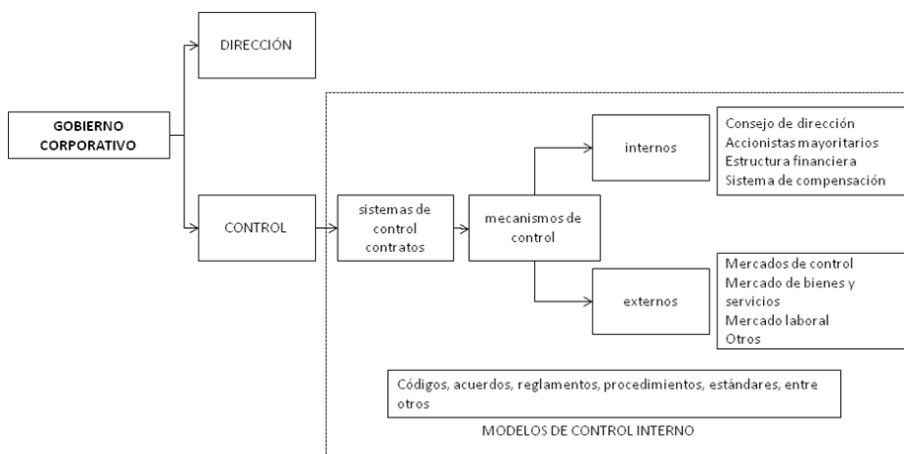 DIRECCIÓN
GOBIERNO
CORPORATIVO
CONTROL
sistemas de
control
contratos
mecanismos de
control
internos
Consejo de dirección
Accionistas mayoritarios
Estructura financiera
Sistema de compensación
externos
Mercados de control
Mercado de bienes y
servicios
Mercado laboral
Otros
Códigos, acuerdos, reglamentos, procedimientos, estándares, entre
otros
MODELOS DE CONTROL INTERNO